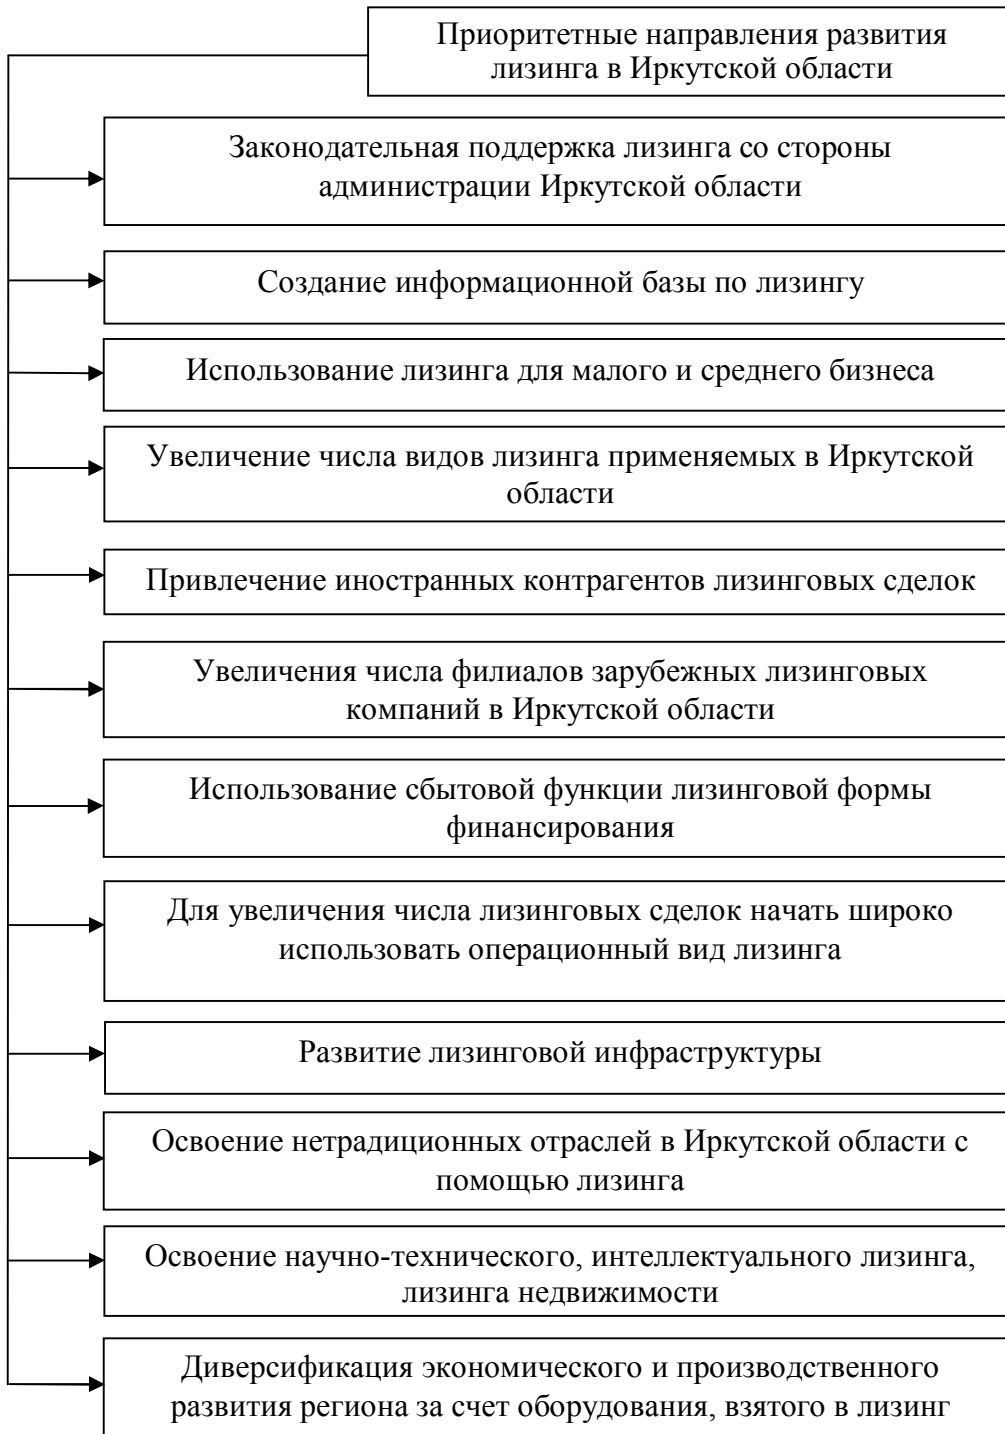 Приоритетные направления развития
лизинга в Иркутской области
Законодательная поддержка лизинга со стороны
администрации Иркутской области
Создание информационной базы по лизингу
Использование лизинга для малого и среднего бизнеса
Увеличение числа видов лизинга применяемых в Иркутской
области
Привлечение иностранных контрагентов лизинговых сделок
Увеличения числа филиалов зарубежных лизинговых
компаний в Иркутской области
Использование сбытовой функции лизинговой формы
финансирования
Для увеличения числа лизинговых сделок начать широко
использовать операционный вид лизинга
Развитие лизинговой инфраструктуры
Освоение нетрадиционных отраслей в Иркутской области с
помощью лизинга
Освоение научно-технического, интеллектуального лизинга,
лизинга недвижимости
Диверсификация экономического и производственного
развития региона за счет оборудования, взятого в лизинг